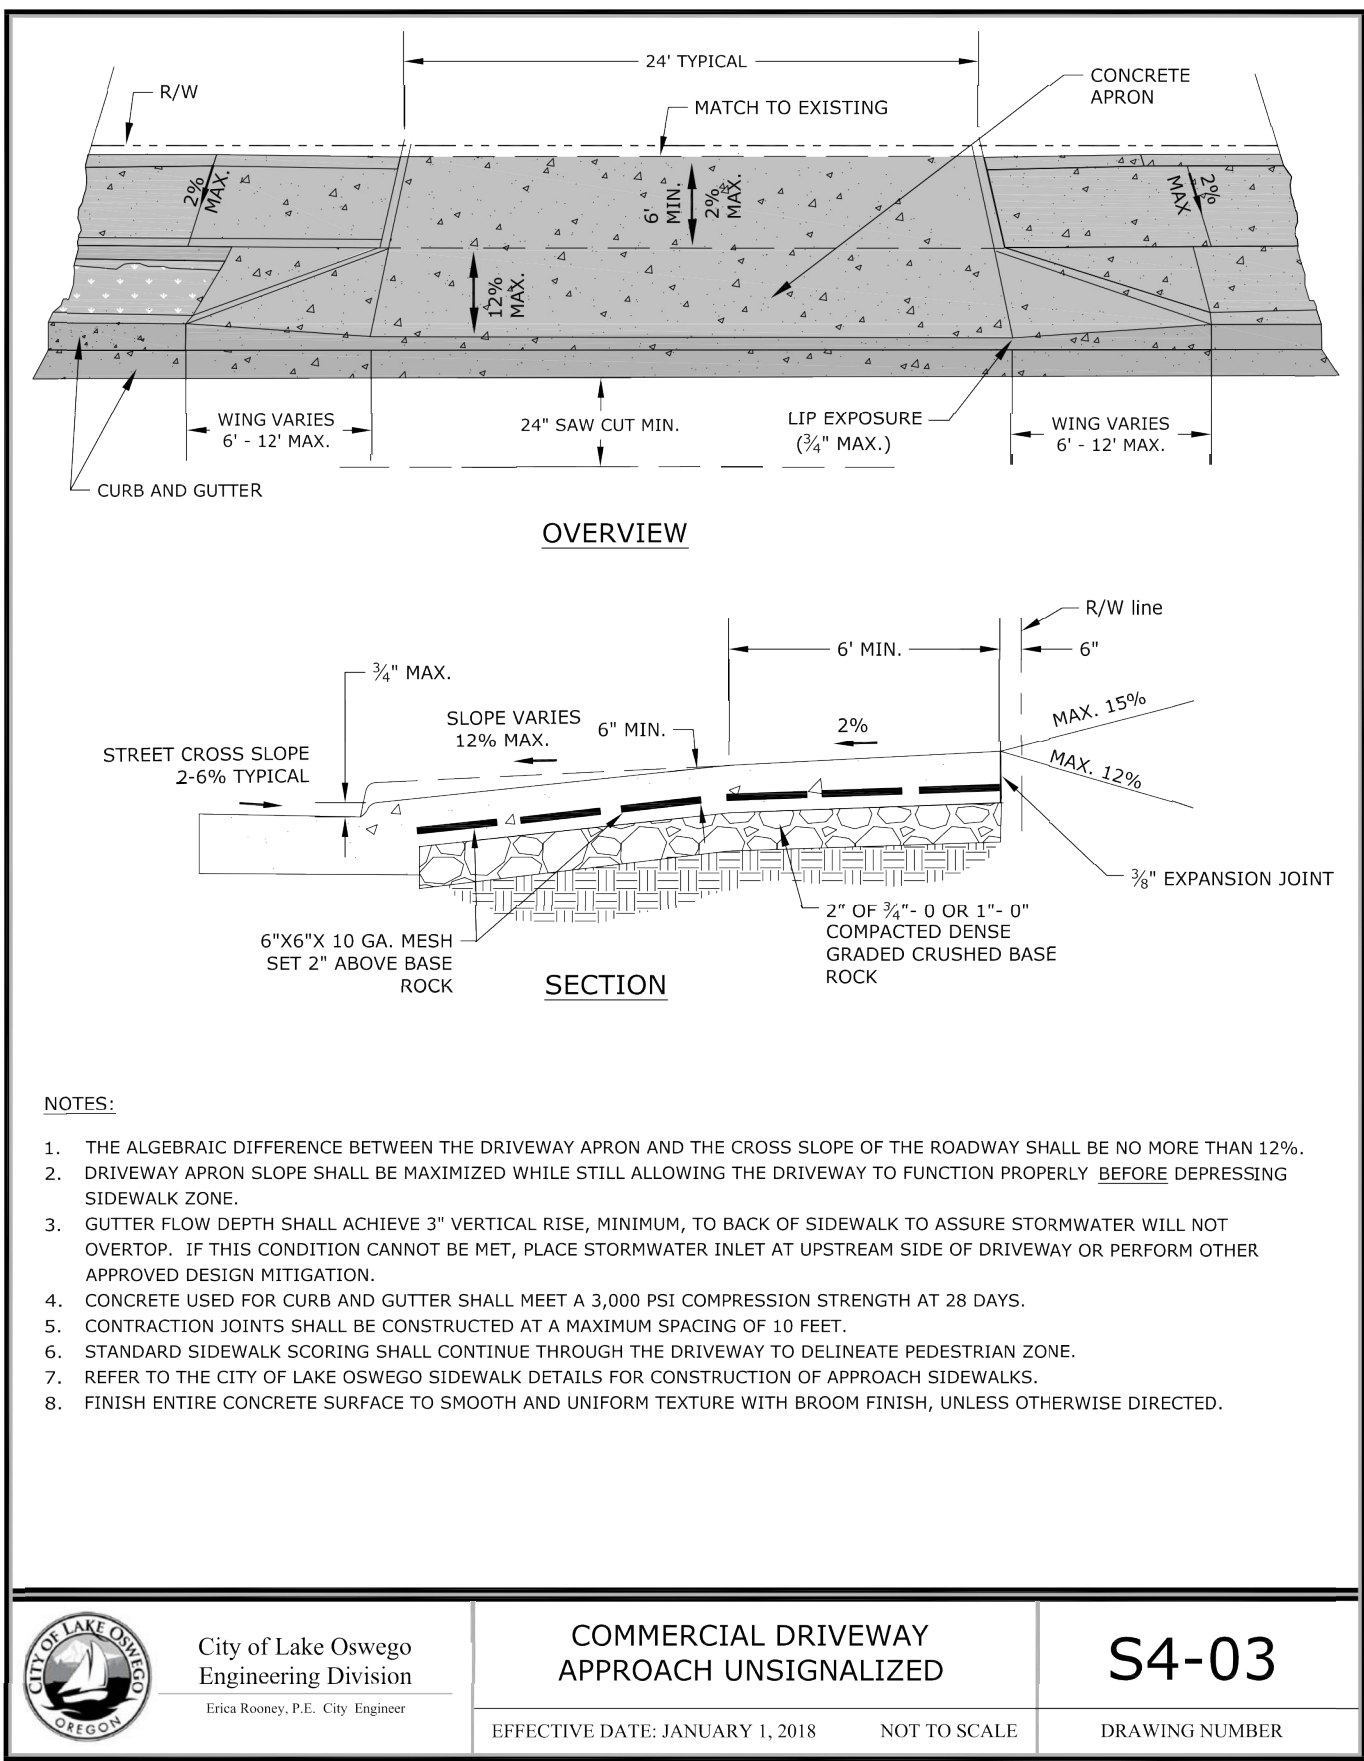 24' TYPICAL
CONCRETE
APRON
R/W
MATCH TO EXISTING
2%
MAX.
6'
MIN.
2%
MAX.
2%
MAX
12%
MAX.
WING VARIES
6' - 12' MAX.
24" SAW CUT MIN.
LIP EXPOSURE
(¾" MAX.)
WING VARIES
6' - 12' MAX.
CURB AND GUTTER
OVERVIEW
R/W line
6' MIN.
6"
¾" MAX.
SLOPE VARIES
12% MAX.
6" MIN.
2%
MAX. 15%
STREET CROSS SLOPE
2-6% TYPICAL
MAX. 12%
⅜" EXPANSION JOINT
2" OF ¾"- 0 OR 1"- 0"
COMPACTED DENSE
GRADED CRUSHED BASE
ROCK
6"X6"X 10 GA. MESH
SET 2" ABOVE BASE
ROCK
SECTION
NOTES:
1. THE ALGEBRAIC DIFFERENCE BETWEEN THE DRIVEWAY APRON AND THE CROSS SLOPE OF THE ROADWAY SHALL BE NO MORE THAN 12%.
2. DRIVEWAY APRON SLOPE SHALL BE MAXIMIZED WHILE STILL ALLOWING THE DRIVEWAY TO FUNCTION PROPERLY BEFORE DEPRESSING
SIDEWALK ZONE.
3. GUTTER FLOW DEPTH SHALL ACHIEVE 3" VERTICAL RISE, MINIMUM, TO BACK OF SIDEWALK TO ASSURE STORMWATER WILL NOT
OVERTOP. IF THIS CONDITION CANNOT BE MET, PLACE STORMWATER INLET AT UPSTREAM SIDE OF DRIVEWAY OR PERFORM OTHER
APPROVED DESIGN MITIGATION.
4. CONCRETE USED FOR CURB AND GUTTER SHALL MEET A 3,000 PSI COMPRESSION STRENGTH AT 28 DAYS.
5. CONTRACTION JOINTS SHALL BE CONSTRUCTED AT A MAXIMUM SPACING OF 10 FEET.
6. STANDARD SIDEWALK SCORING SHALL CONTINUE THROUGH THE DRIVEWAY TO DELINEATE PEDESTRIAN ZONE.
7. REFER TO THE CITY OF LAKE OSWEGO SIDEWALK DETAILS FOR CONSTRUCTION OF APPROACH SIDEWALKS.
8. FINISH ENTIRE CONCRETE SURFACE TO SMOOTH AND UNIFORM TEXTURE WITH BROOM FINISH, UNLESS OTHERWISE DIRECTED.
CITY OF LAKE OSWEGO
OREGON
City of Lake Oswego
Engineering Division
Erica Rooney, P.E. City Engineer
COMMERCIAL DRIVEWAY
APPROACH UNSIGNALIZED
EFFECTIVE DATE: JANUARY 1, 2018 NOT TO SCALE
S4-03
DRAWING NUMBER